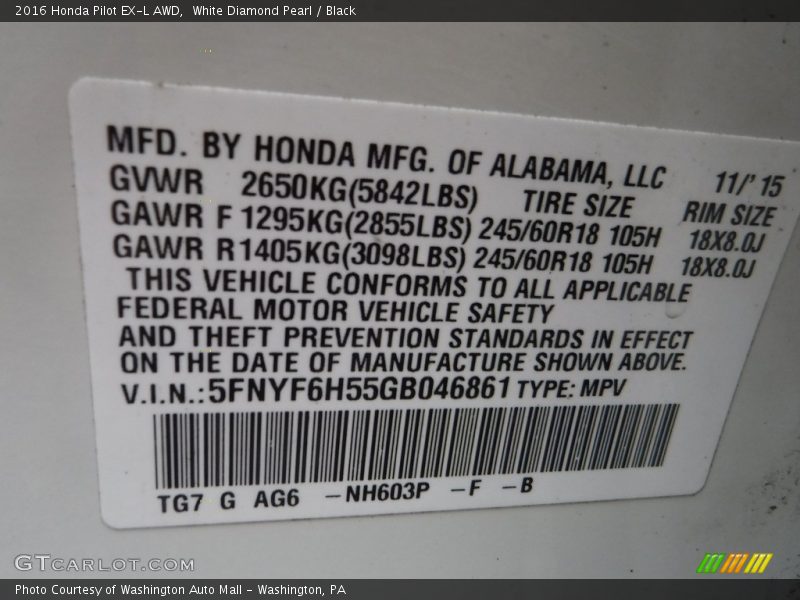 2016 Honda Pilot EX-L AWD,  White Diamond Pearl / Black
MFD. BY HONDA MFG. OF ALABAMA, LLC 11/'15
GVWR 2650KG(5842LBS) TIRE SIZE RIM SIZE
GAWR F 1295KG(2855LBS) 245/60R18 105H 18X8.0J
GAWR R 1405KG(3098LBS) 245/60R18 105H 18X8.0J
THIS VEHICLE CONFORMS TO ALL APPLICABLE
FEDERAL MOTOR VEHICLE SAFETY
AND THEFT PREVENTION STANDARDS IN EFFECT
ON THE DATE OF MANUFACTURE SHOWN ABOVE.
V.I.N.: 5FNYF6H55GB046861 TYPE: MPV
TG7 G AG6 -NH603P -F -B
GTCARLOT.COM
Photo Courtesy of Washington Auto Mall - Washington, PA